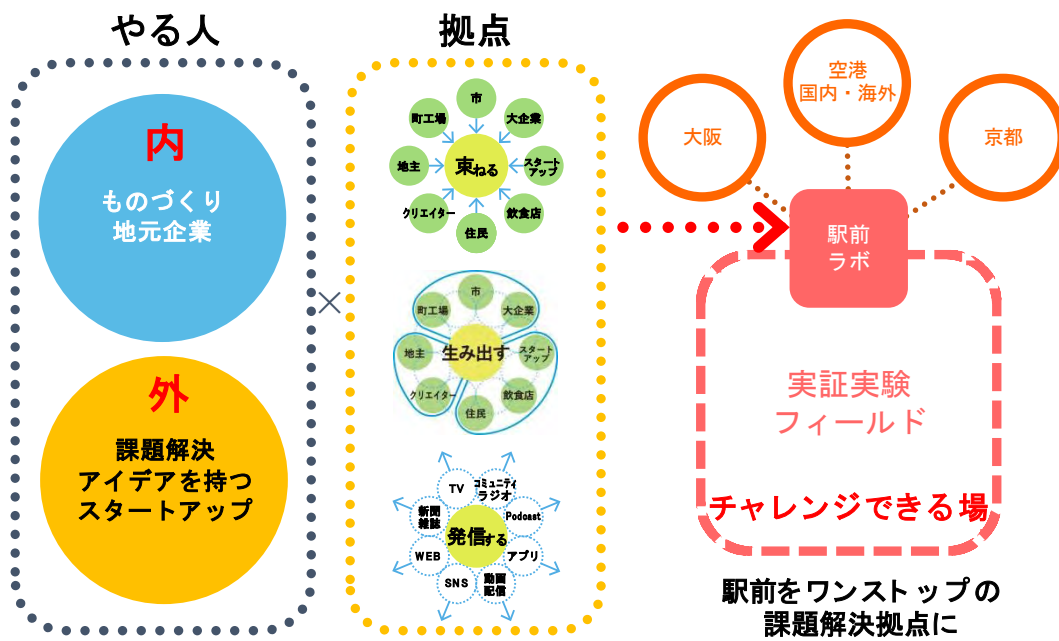 やる人
内
ものづくり
地元企業
外
課題解決
アイデアを持つ
スタートアップ
×
拠点
市
町工場
大企業
地主
束ねる
スタート
アップ
クリエイター
飲食店
住民
市
町工場
大企業
地主
生み出す
スタート
アップ
クリエイター
飲食店
住民
TV
コミュニティ
ラジオ
新聞
雑誌
Podcast
発信する
WEB
アプリ
SNS
動画
配信
空港
国内・海外
大阪
京都
駅前
ラボ
実証実験
フィールド
チャレンジできる場
駅前をワンストップの
課題解決拠点に